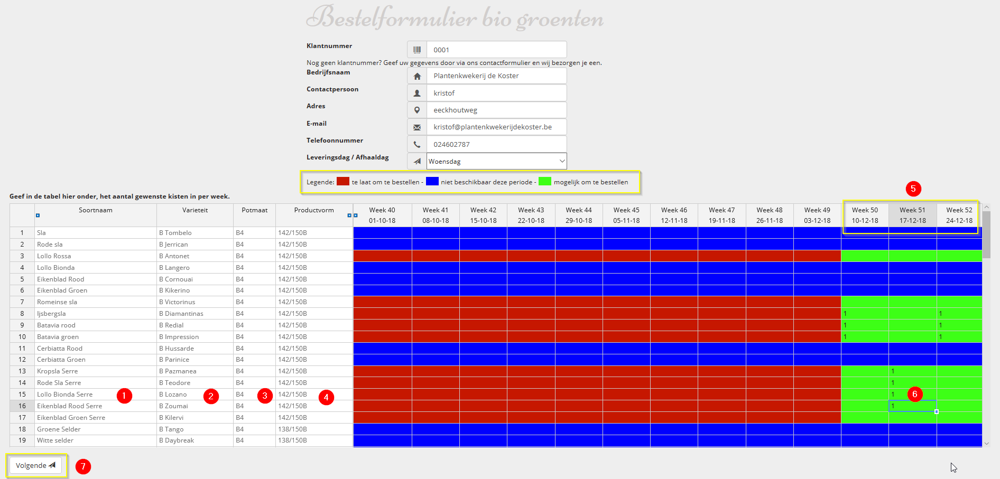 Bestelformulier bio groenten
Klantnummer 0001
Nog geen klantnummer? Geef uw gegevens door via ons contactformulier en wij bezorgen je een.
Bedrijfsnaam Plantenkwekerij de Koster
Contactpersoon kristof
Adres eeckhoutweg
E-mail kristof@plantenkwekerijdekoster.be
Telefoonnummer 024602787
Leveringsdag / Afhaaldag Woensdag
Legende: te laat om te bestellen - niet beschikbaar deze periode - mogelijk om te bestellen
5
Geef in de tabel hier onder, het aantal gewenste kisten in per week.
Soortnaam Varieteit Potmaat Productvorm Week 40 Week 41 Week 42 Week 43 Week 44 Week 45 Week 46 Week 47 Week 48 Week 49 Week 50 Week 51 Week 52
01-10-18 08-10-18 15-10-18 22-10-18 29-10-18 05-11-18 12-11-18 19-11-18 26-11-18 03-12-18 10-12-18 17-12-18 24-12-18
1 Sla B Tombelo B4 142/150B
2 Rode sla B Jerrican B4 142/150B
3 Lollo Rossa B Antonet B4 142/150B
4 Lollo Bionda B Langero B4 142/150B
5 Eikenblad Rood B Cornouai B4 142/150B
6 Eikenblad Groen B Kikerino B4 142/150B
7 Romeinse sla B Victorinus B4 142/150B
8 Ijsbergsla B Diamantinas B4 142/150B 1 1
9 Batavia rood B Redial B4 142/150B 1 1
10 Batavia groen B Impression B4 142/150B 1 1
11 Cerbiatta Rood B Hussarde B4 142/150B
12 Cerbiatta Groen B Parinice B4 142/150B
13 Kropsla Serre B Pazmanea B4 142/150B 1
14 Rode Sla Serre B Teodore B4 142/150B 1
15 Lollo Bionda Serre 1 B Lozano 2 B4 3 142/150B 4 1 6
16 Eikenblad Rood Serre B Zoumai B4 142/150B 1
17 Eikenblad Groen Serre B Kilervi B4 142/150B
18 Groene Selder B Tango B4 138/150B
19 Witte selder B Daybreak B4 138/150B
Volgende 7